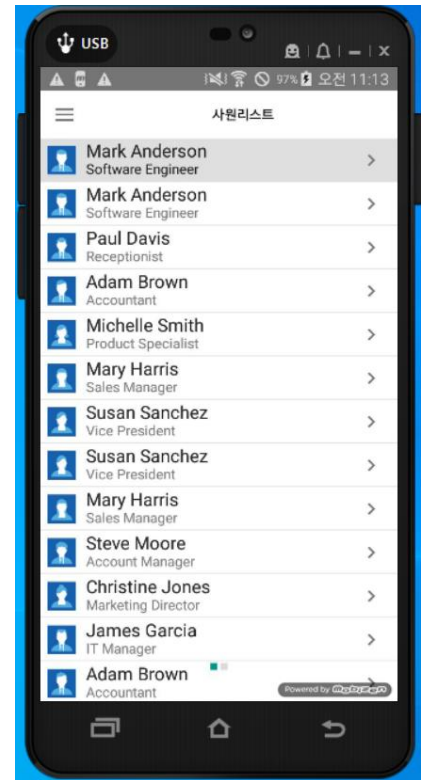 USB
97% 오전 11:13
사원리스트
Mark Anderson
Software Engineer
Mark Anderson
Software Engineer
Paul Davis
Receptionist
Adam Brown
Accountant
Michelle Smith
Product Specialist
Mary Harris
Sales Manager
Susan Sanchez
Vice President
Susan Sanchez
Vice President
Mary Harris
Sales Manager
Steve Moore
Account Manager
Christine Jones
Marketing Director
James Garcia
IT Manager
Adam Brown
Accountant
Powered by Mobizen